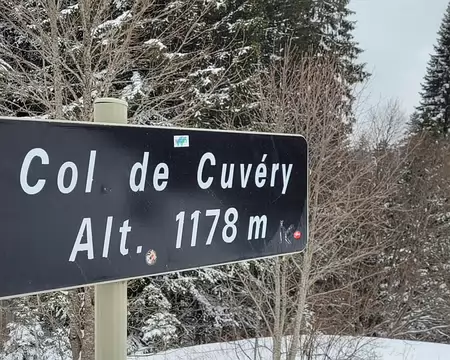 Col de Cuvéry
Alt. 1178 m